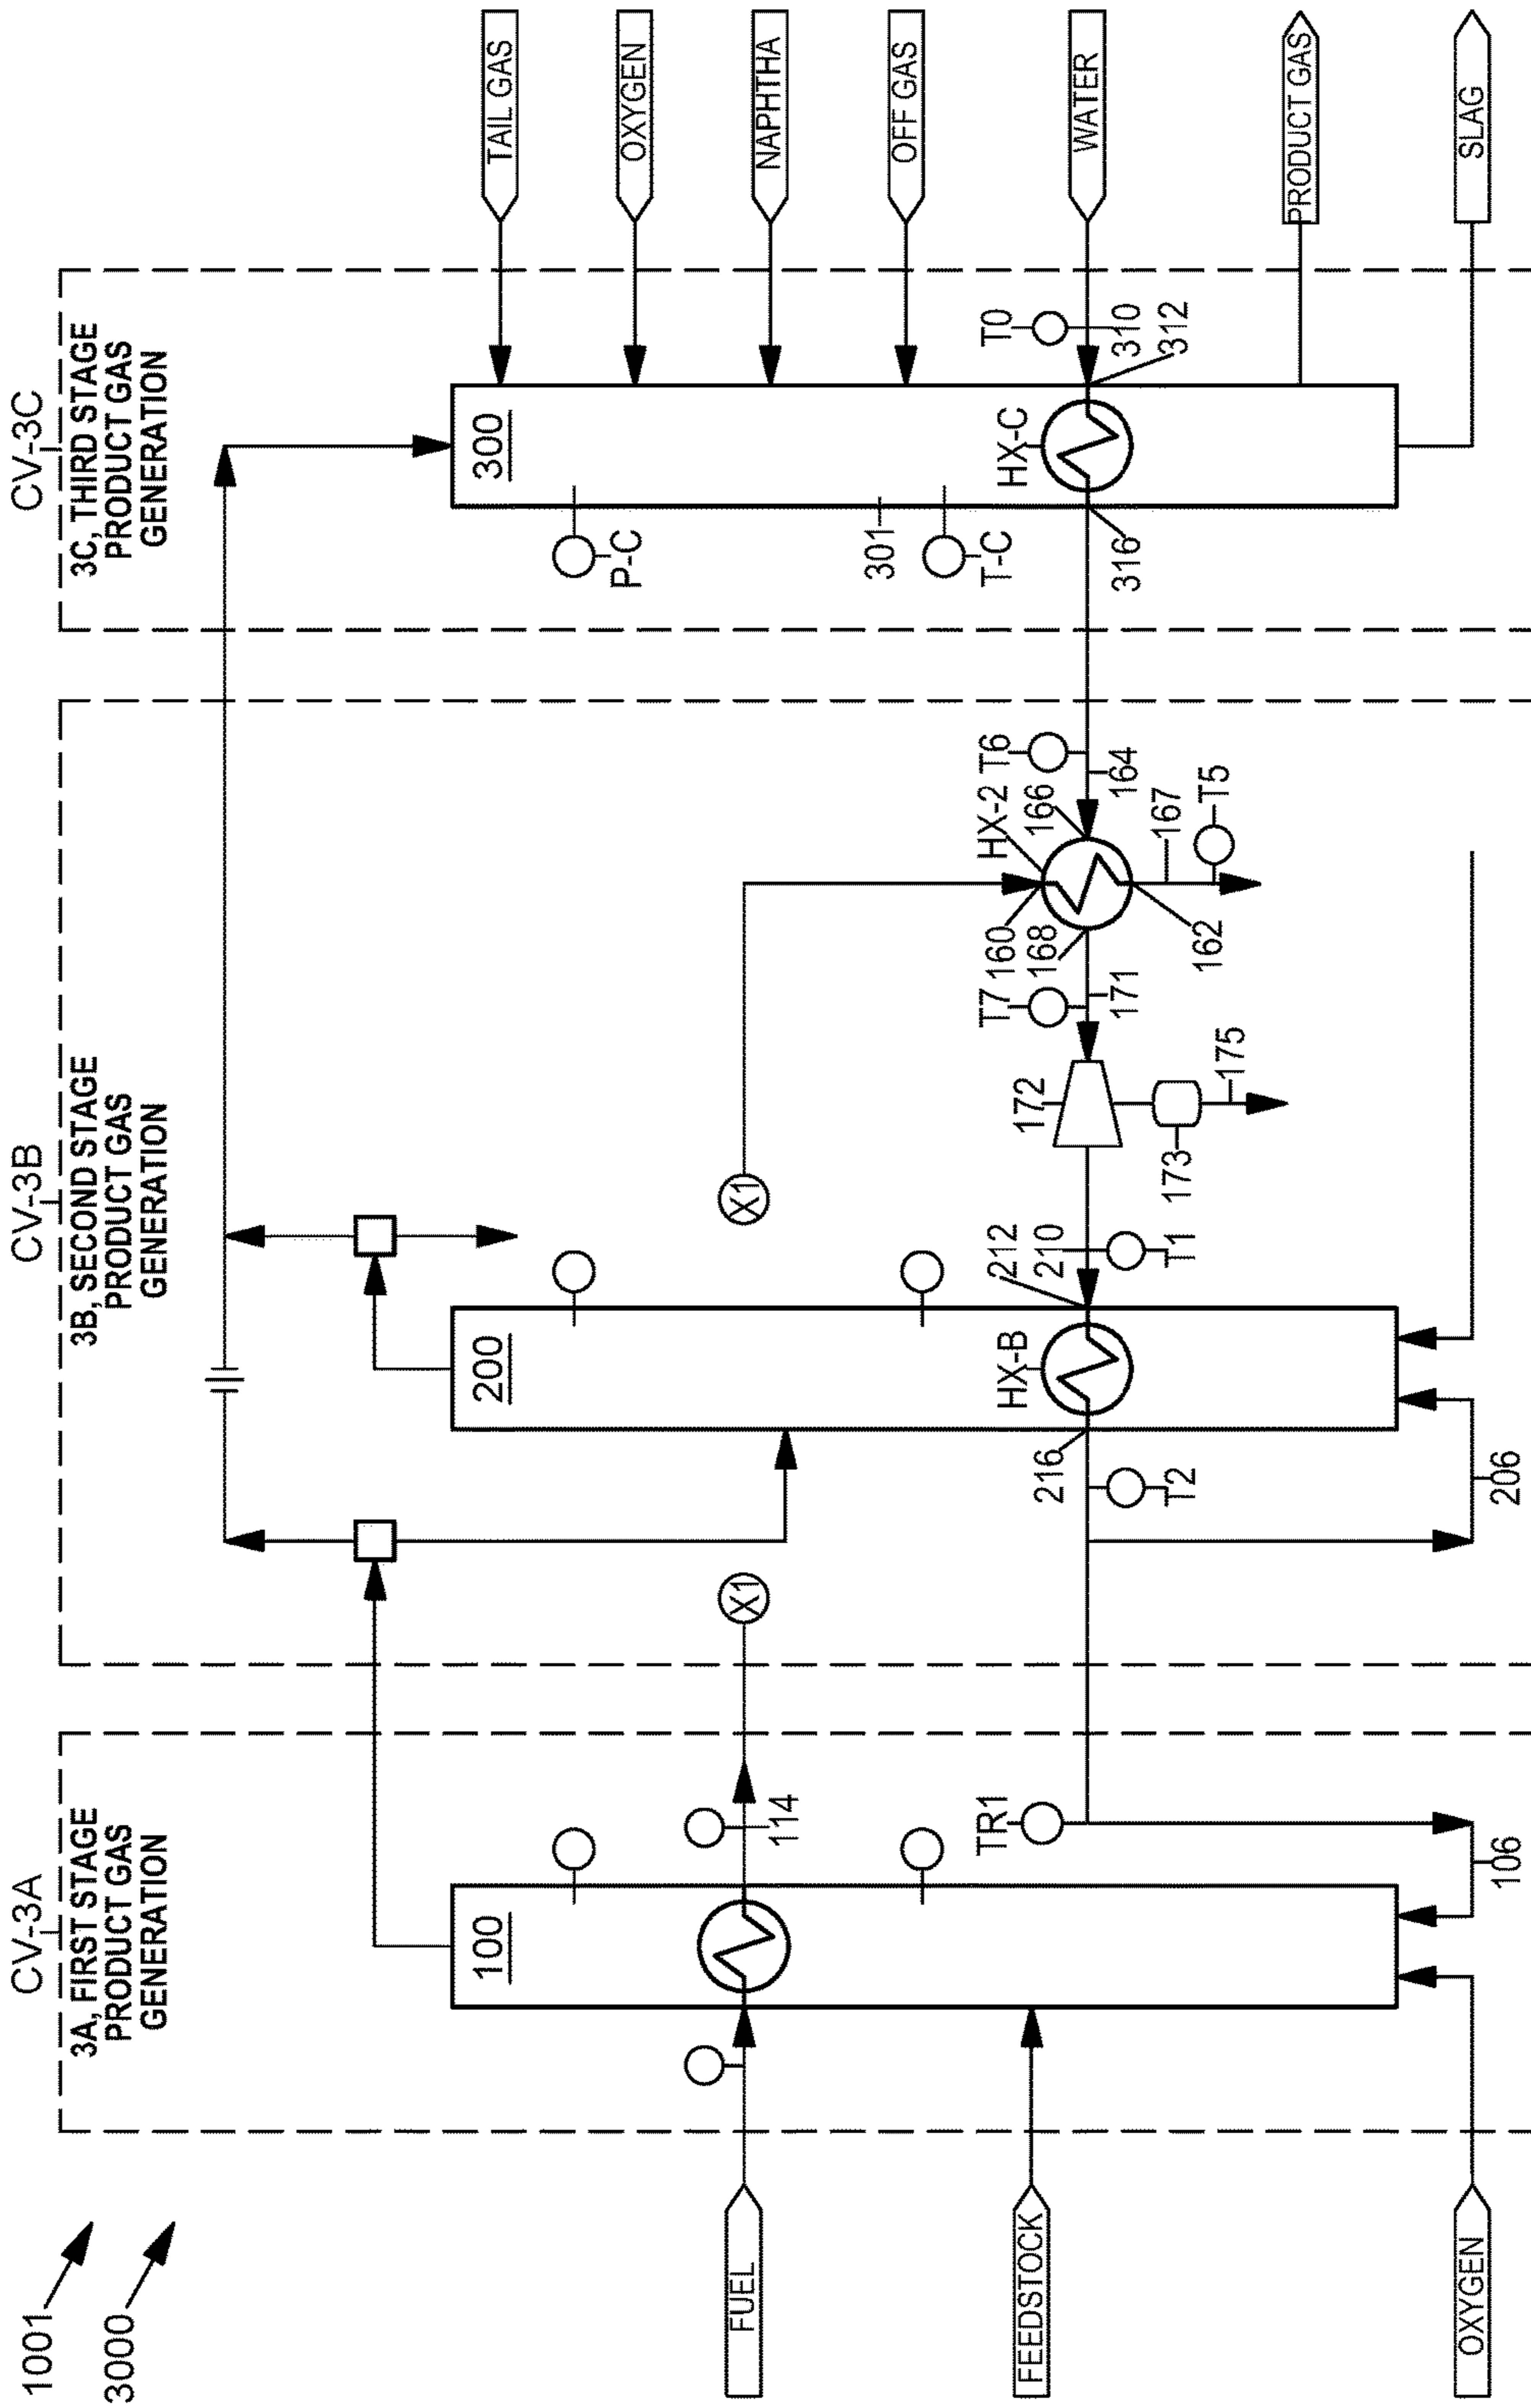 1001
3000
CV-3A
3A, FIRST STAGE
PRODUCT GAS
GENERATION
CV-3B
3B, SECOND STAGE
PRODUCT GAS
GENERATION
CV-3C
3C, THIRD STAGE
PRODUCT GAS
GENERATION
FUEL
FEEDSTOCK
OXYGEN
100
114
X1
TR1
106
200
HX-B
216
T2
206
212
210
T1
X1
172
173
175
T7
171
160
168
HX-2
166
162
167
T5
T6
164
300
P-C
301
T-C
316
HX-C
T0
310
312
TAIL GAS
OXYGEN
NAPHTHA
OFF GAS
WATER
PRODUCT GAS
SLAG